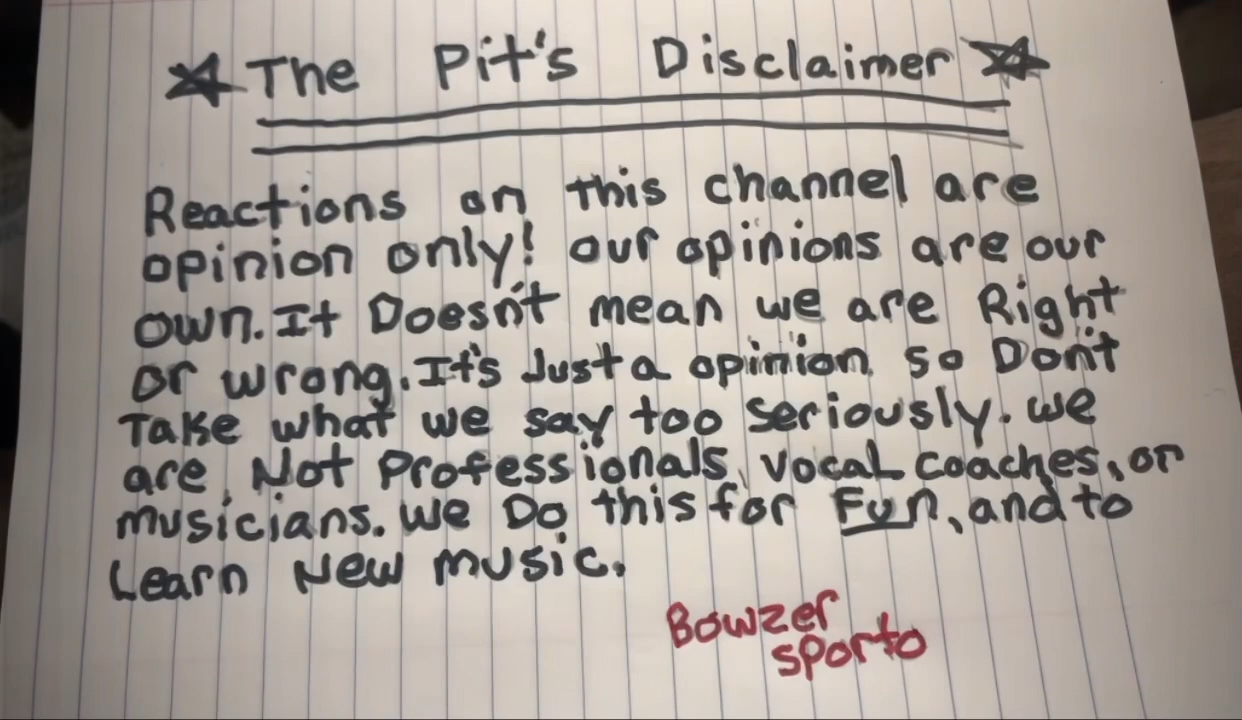 The Pit's Disclaimer
Reactions on this channel are
opinion only! our opinions are our
own. It Doesn't mean we are Right
or wrong. It's Just a opinion so Don't
Take what we say too seriously. we
are, Not Professionals, vocal coaches, or
musicians. we Do this for Fun, and to
Learn New music.
Bowzer
sporto